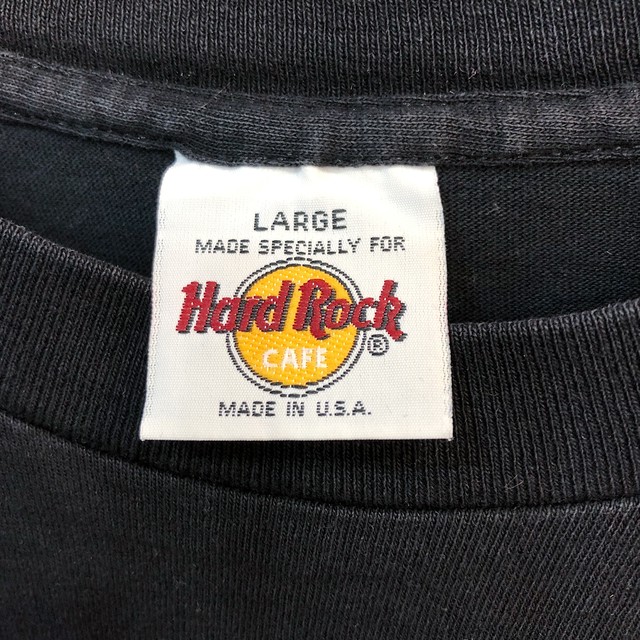 LARGE
MADE SPECIALLY FOR
Hard Rock
CAFE
®
MADE IN U.S.A.